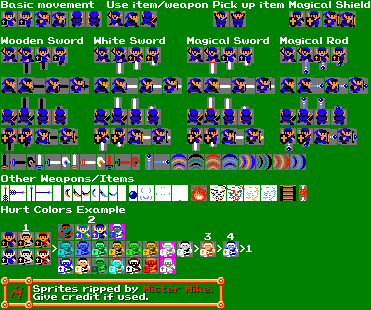 Basic movement Use item/weapon Pick up item Magical Shield
Wooden Sword White Sword Magical Sword Magical Rod
Other Weapons/Items
Hurt Colors Example
1 2
3 4
> > >1
Sprites ripped by Mister Mike.
Give credit if used.